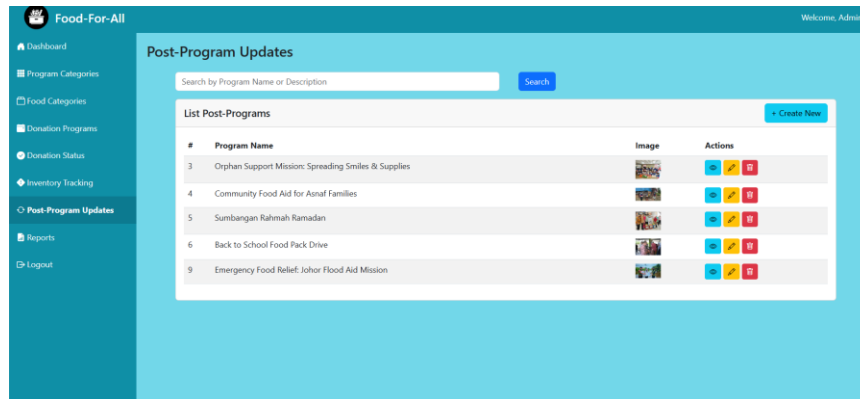 Food-For-All
Welcome, Admin
Dashboard
Program Categories
Food Categories
Donation Programs
Donation Status
Inventory Tracking
Post-Program Updates
Reports
Logout
Post-Program Updates
Search by Program Name or Description
Search
List Post-Programs
+ Create New
# Program Name Image Actions
3 Orphan Support Mission: Spreading Smiles & Supplies
4 Community Food Aid for Asnaf Families
5 Sumbangan Rahmah Ramadan
6 Back to School Food Pack Drive
9 Emergency Food Relief: Johor Flood Aid Mission